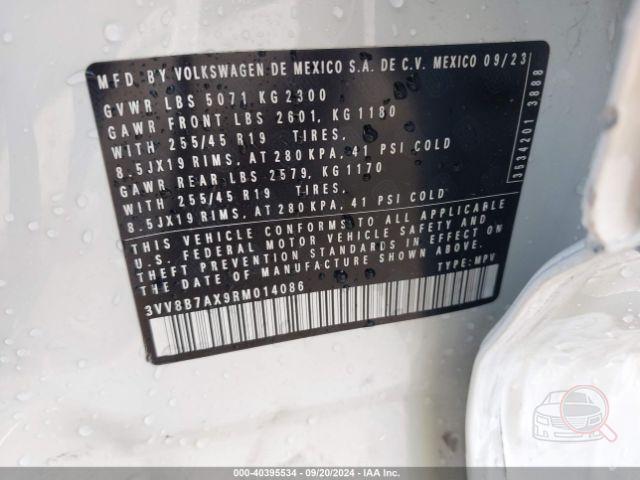 MFD. BY VOLKSWAGEN DE MEXICO S.A. DE C.V. MEXICO 09/23
GVWR LBS 5071 KG 2300
GAWR FRONT LBS 2601, KG 1180
WITH 255/45 R19 TIRES.
8.5JX19 RIMS, AT 280 KPA, 41 PSI COLD
GAWR REAR LBS 2579, KG 1170
WITH 255/45 R19 TIRES.
8.5JX19 RIMS, AT 280 KPA, 41 PSI COLD
THIS VEHICLE CONFORMS TO ALL APPLICABLE
U.S. FEDERAL MOTOR VEHICLE SAFETY AND
THEFT PREVENTION STANDARDS IN EFFECT ON
THE DATE OF MANUFACTURE SHOWN ABOVE.
3VV8B7AX9RM014086
TYPE: MPV
3534201 3888
000-40395534 - 09/20/2024 - IAA Inc.